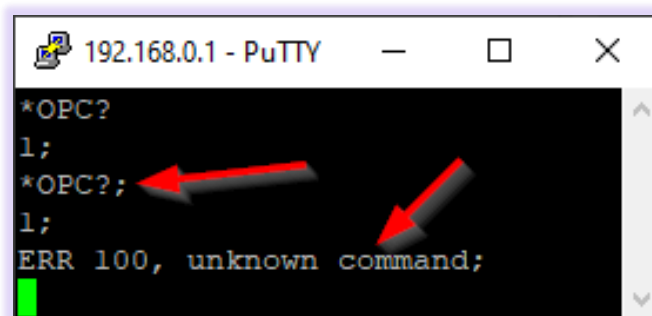 192.168.0.1 - PuTTY
*OPC?
1;
*OPC?;
1;
ERR 100, unknown command;